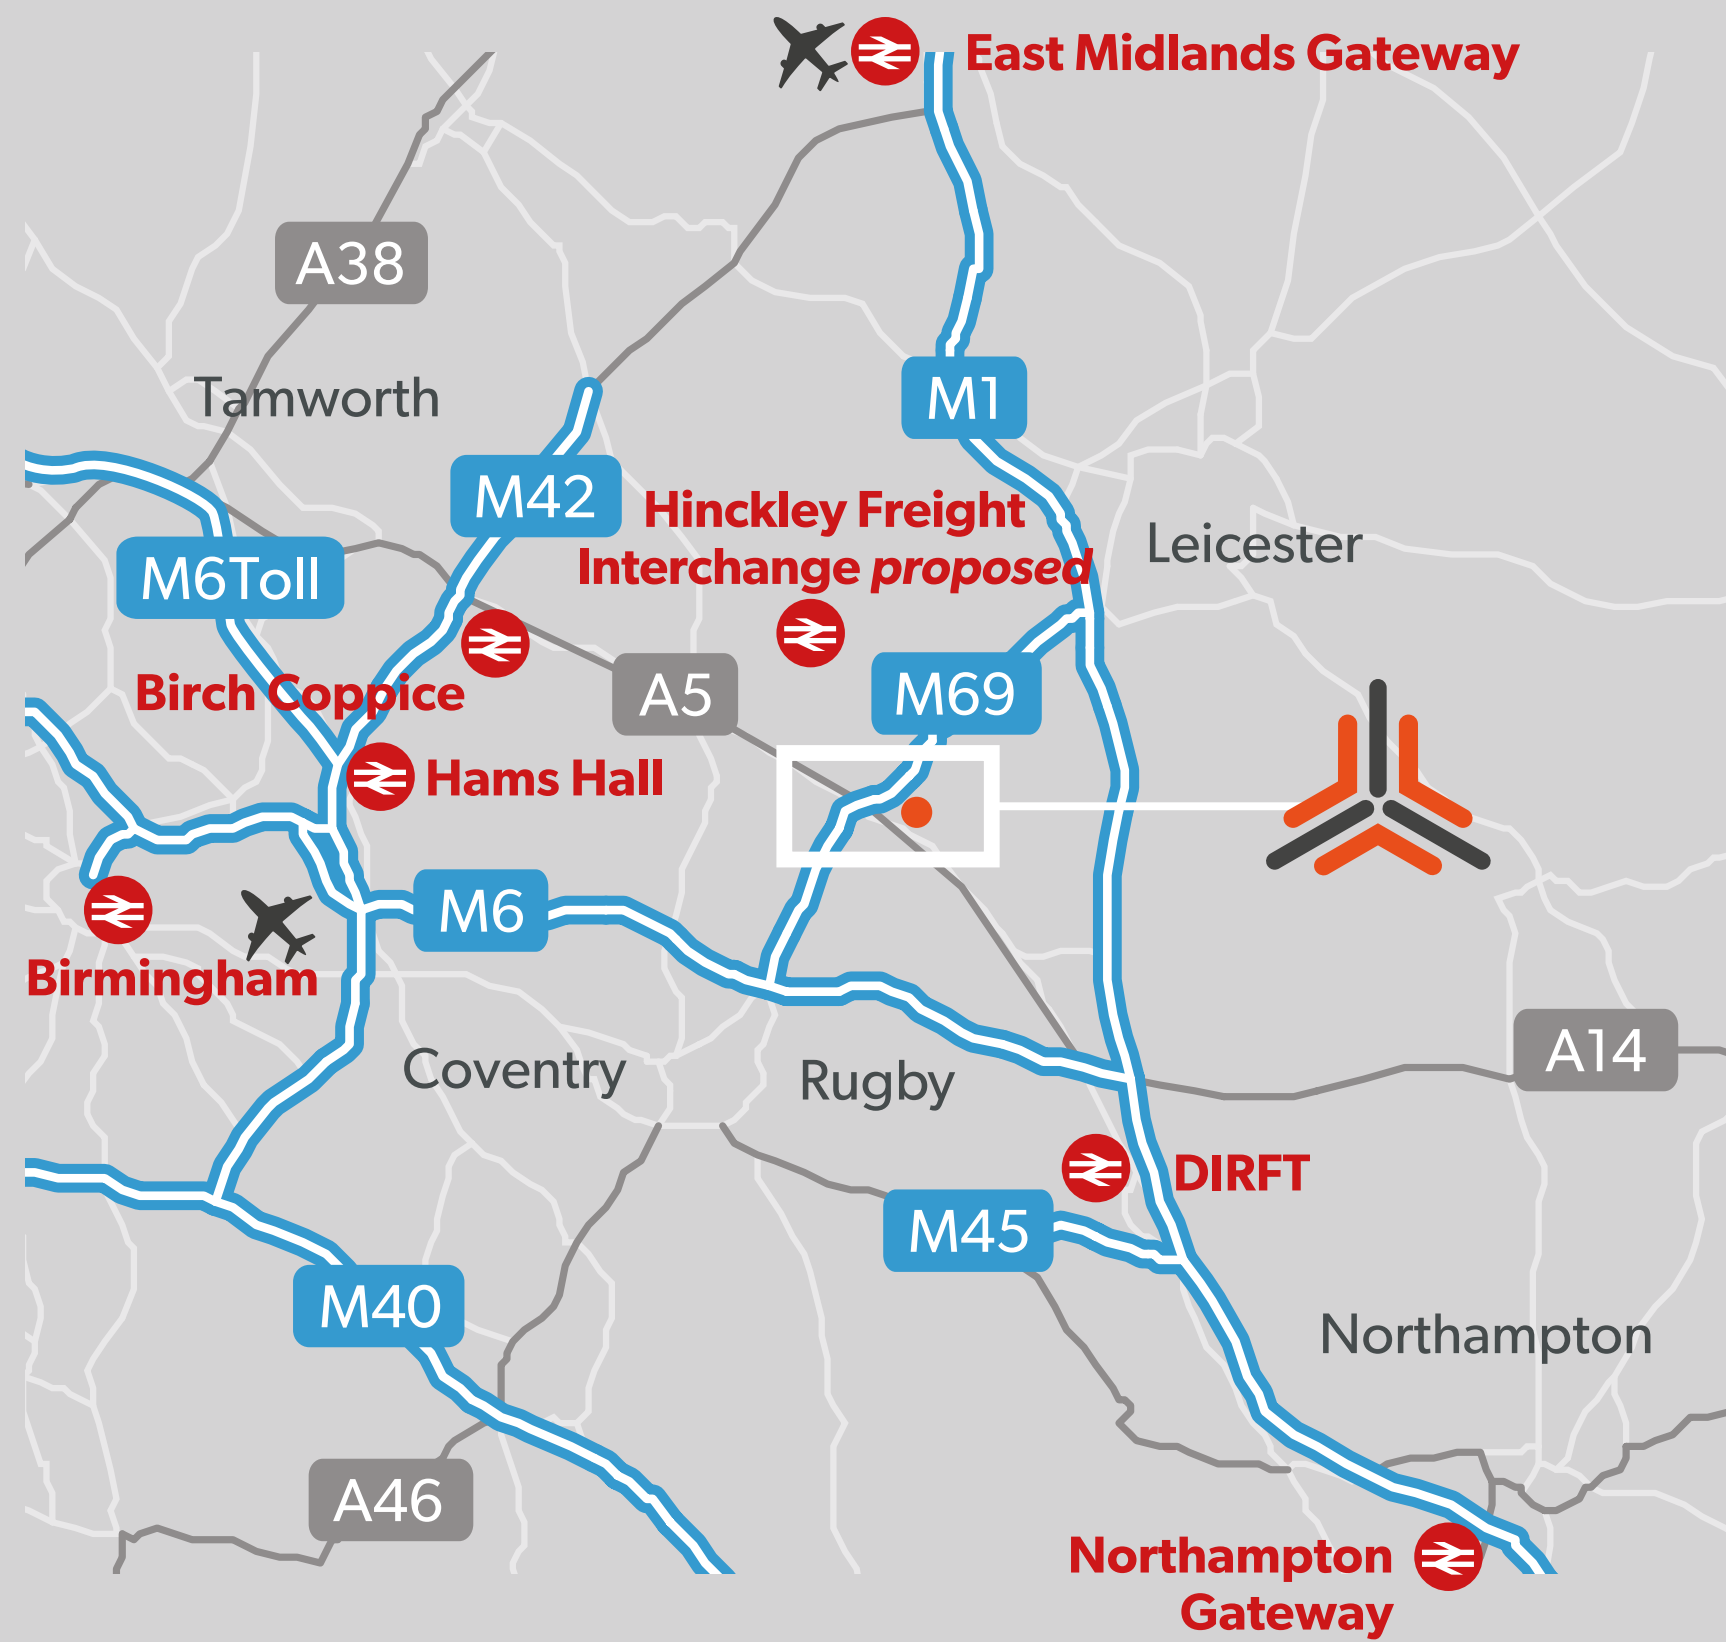 East Midlands Gateway
A38
Tamworth
M1
M42
Hinckley Freight
Interchange proposed
Leicester
M6Toll
Birch Coppice
A5
M69
Hams Hall
M6
Birmingham
Coventry
Rugby
A14
DIRFT
M45
M40
Northampton
A46
Northampton
Gateway